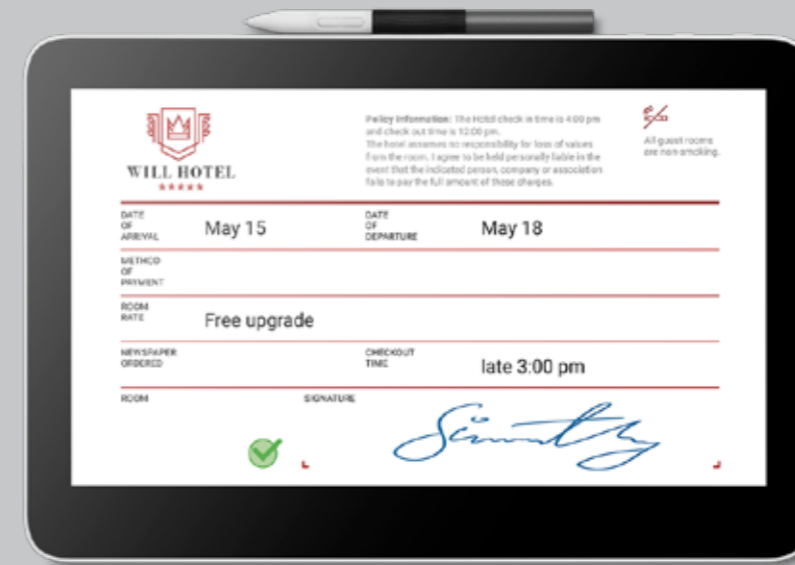 WILL HOTEL
Policy Information: The Hotel check in time is 4:00 pm
and check out time is 12:00 pm.
The hotel assumes no responsibility for loss of values
from the room. I agree to be held personally liable in the
event that the indicated person, company or association
fails to pay the full amount of these charges.
All guest rooms
are non-smoking.
DATE
OF
ARRIVAL
May 15
DATE
OF
DEPARTURE
May 18
METHOD
OF
PAYMENT
ROOM
RATE
Free upgrade
NEWSPAPER
ORDERED
CHECKOUT
TIME
late 3:00 pm
ROOM
SIGNATURE